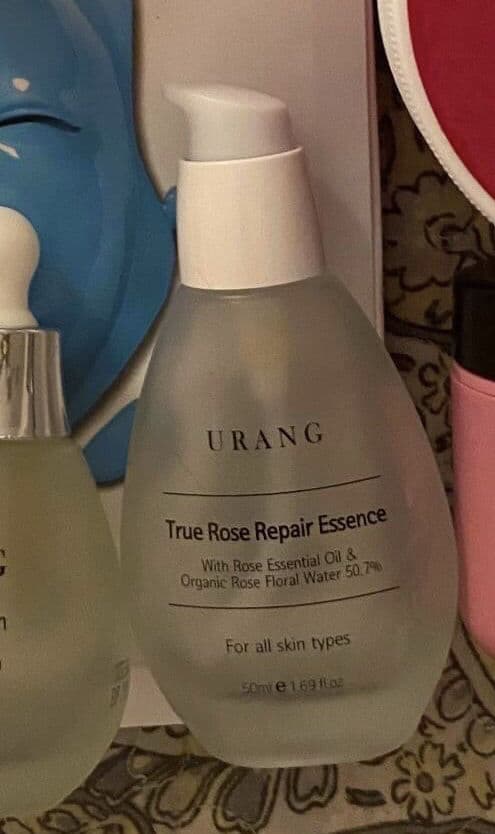 URANG
True Rose Repair Essence
With Rose Essential Oil &
Organic Rose Floral Water 50.7%
For all skin types
50ml e 1.69 fl.oz